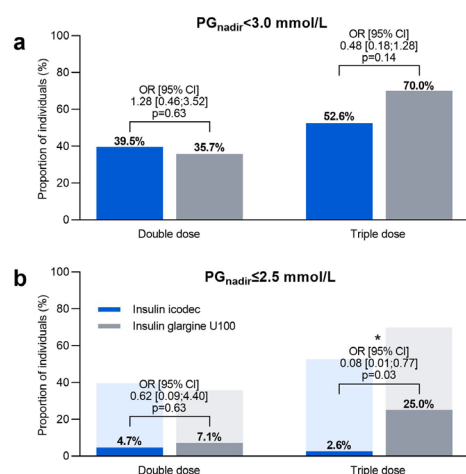 a
PGnadir<3.0 mmol/L
Proportion of individuals (%)
100
80
60
40
20
0
OR [95% CI]
1.28 [0.46;3.52]
p=0.63
39.5%
35.7%
OR [95% CI]
0.48 [0.18;1.28]
p=0.14
52.6%
70.0%
Double dose
Triple dose
b
PGnadir≤2.5 mmol/L
Proportion of individuals (%)
100
80
60
40
20
0
Insulin icodec
Insulin glargine U100
OR [95% CI]
0.62 [0.09;4.40]
p=0.63
4.7%
7.1%
*
OR [95% CI]
0.08 [0.01;0.77]
p=0.03
2.6%
25.0%
Double dose
Triple dose